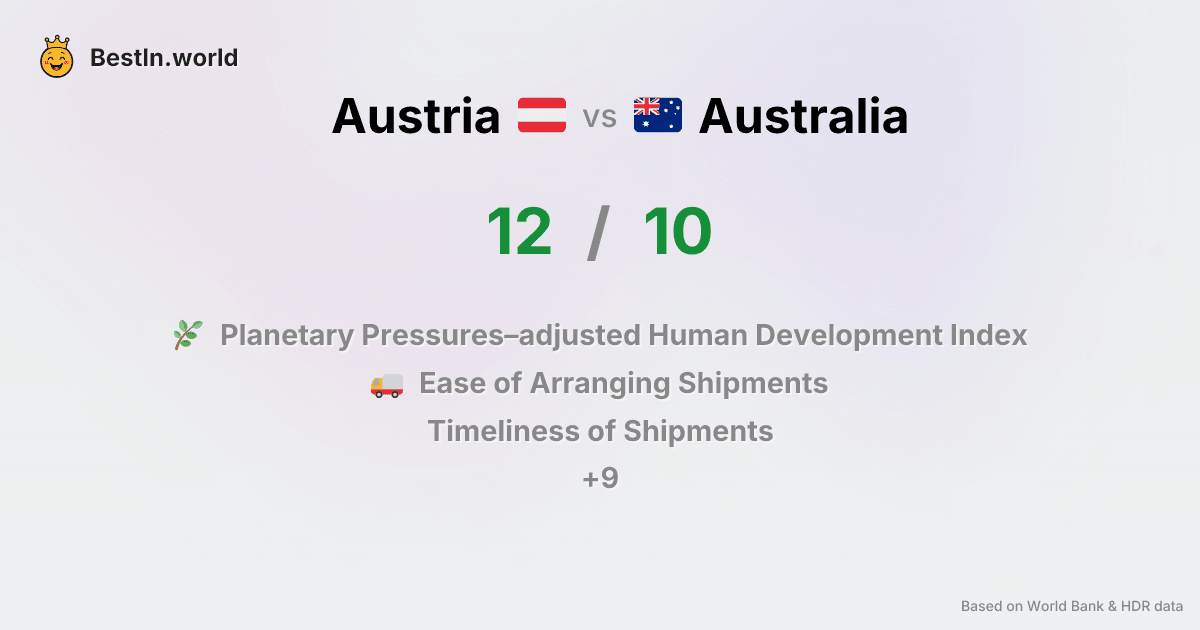 BestIn.world
Austria vs Australia
12 / 10
Planetary Pressures–adjusted Human Development Index
Ease of Arranging Shipments
Timeliness of Shipments
+9
Based on World Bank & HDR data